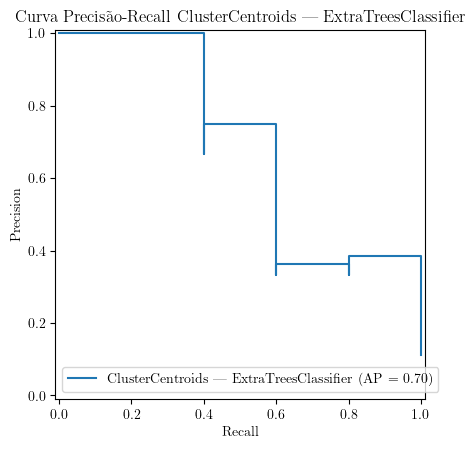 Curva Precisão-Recall ClusterCentroids — ExtraTreesClassifier
1.0
0.8
0.6
0.4
0.2
0.0
Precision
ClusterCentroids — ExtraTreesClassifier (AP = 0.70)
0.0 0.2 0.4 0.6 0.8 1.0
Recall